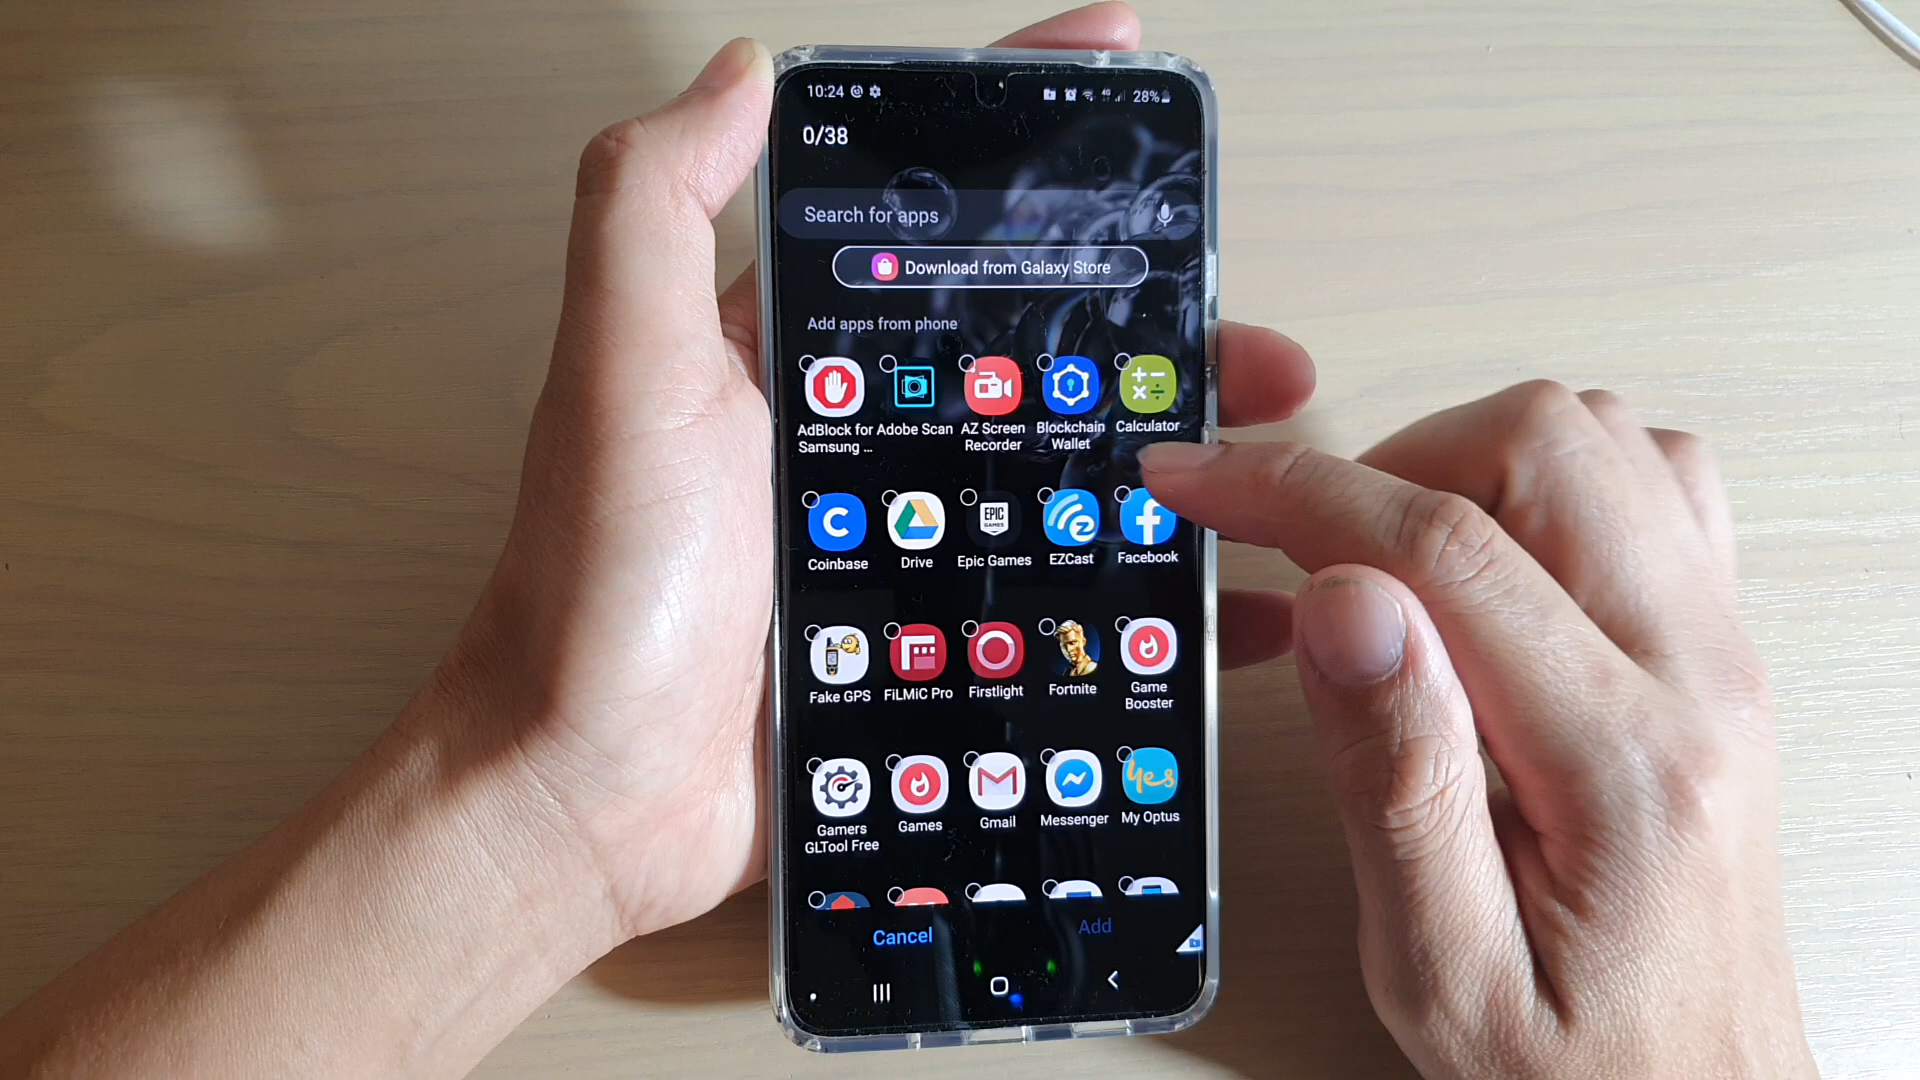 10:24
4G
28%
0/38
Search for apps
Download from Galaxy Store
Add apps from phone
AdBlock for Samsung ...
Adobe Scan
AZ Screen Recorder
Blockchain Wallet
Calculator
C
EPIC GAMES
Coinbase
Drive
Epic Games
EZCast
Facebook
Fake GPS
FiLMiC Pro
Firstlight
Fortnite
Game Booster
yes
Gamers GLTool Free
Games
Gmail
Messenger
My Optus
Cancel
Add